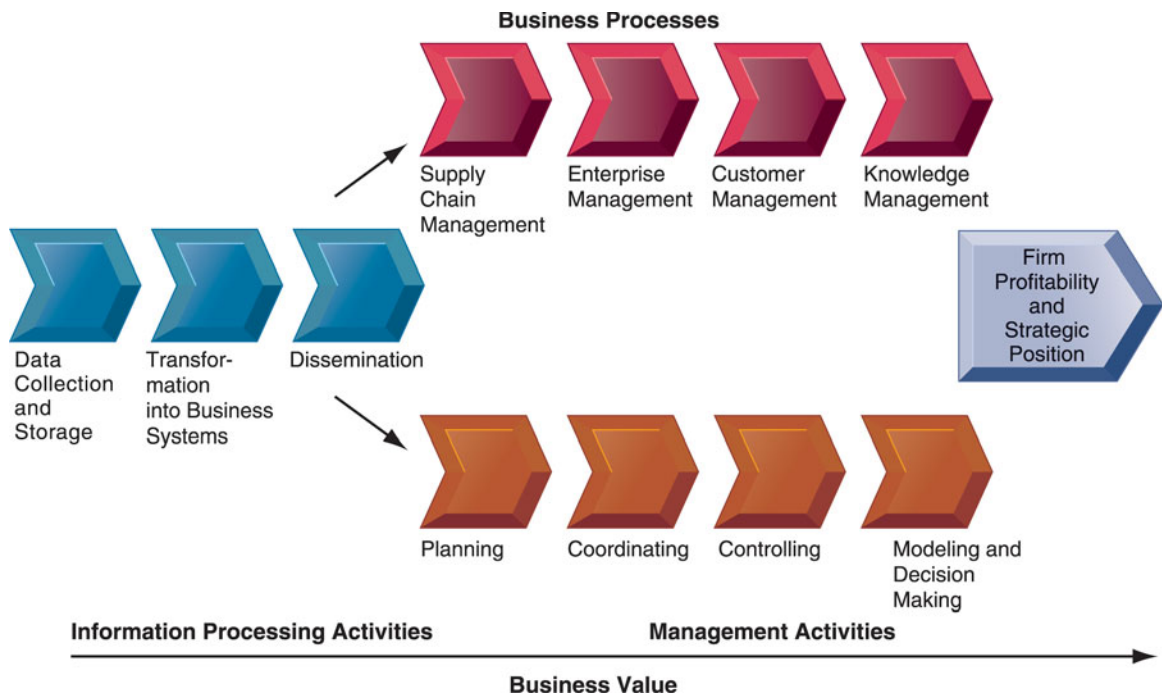 Business Processes
Supply
Chain
Management
Enterprise
Management
Customer
Management
Knowledge
Management
Data
Collection
and
Storage
Transfor-
mation
into Business
Systems
Dissemination
Firm
Profitability
and
Strategic
Position
Planning
Coordinating
Controlling
Modeling and
Decision
Making
Information Processing Activities
Management Activities
Business Value